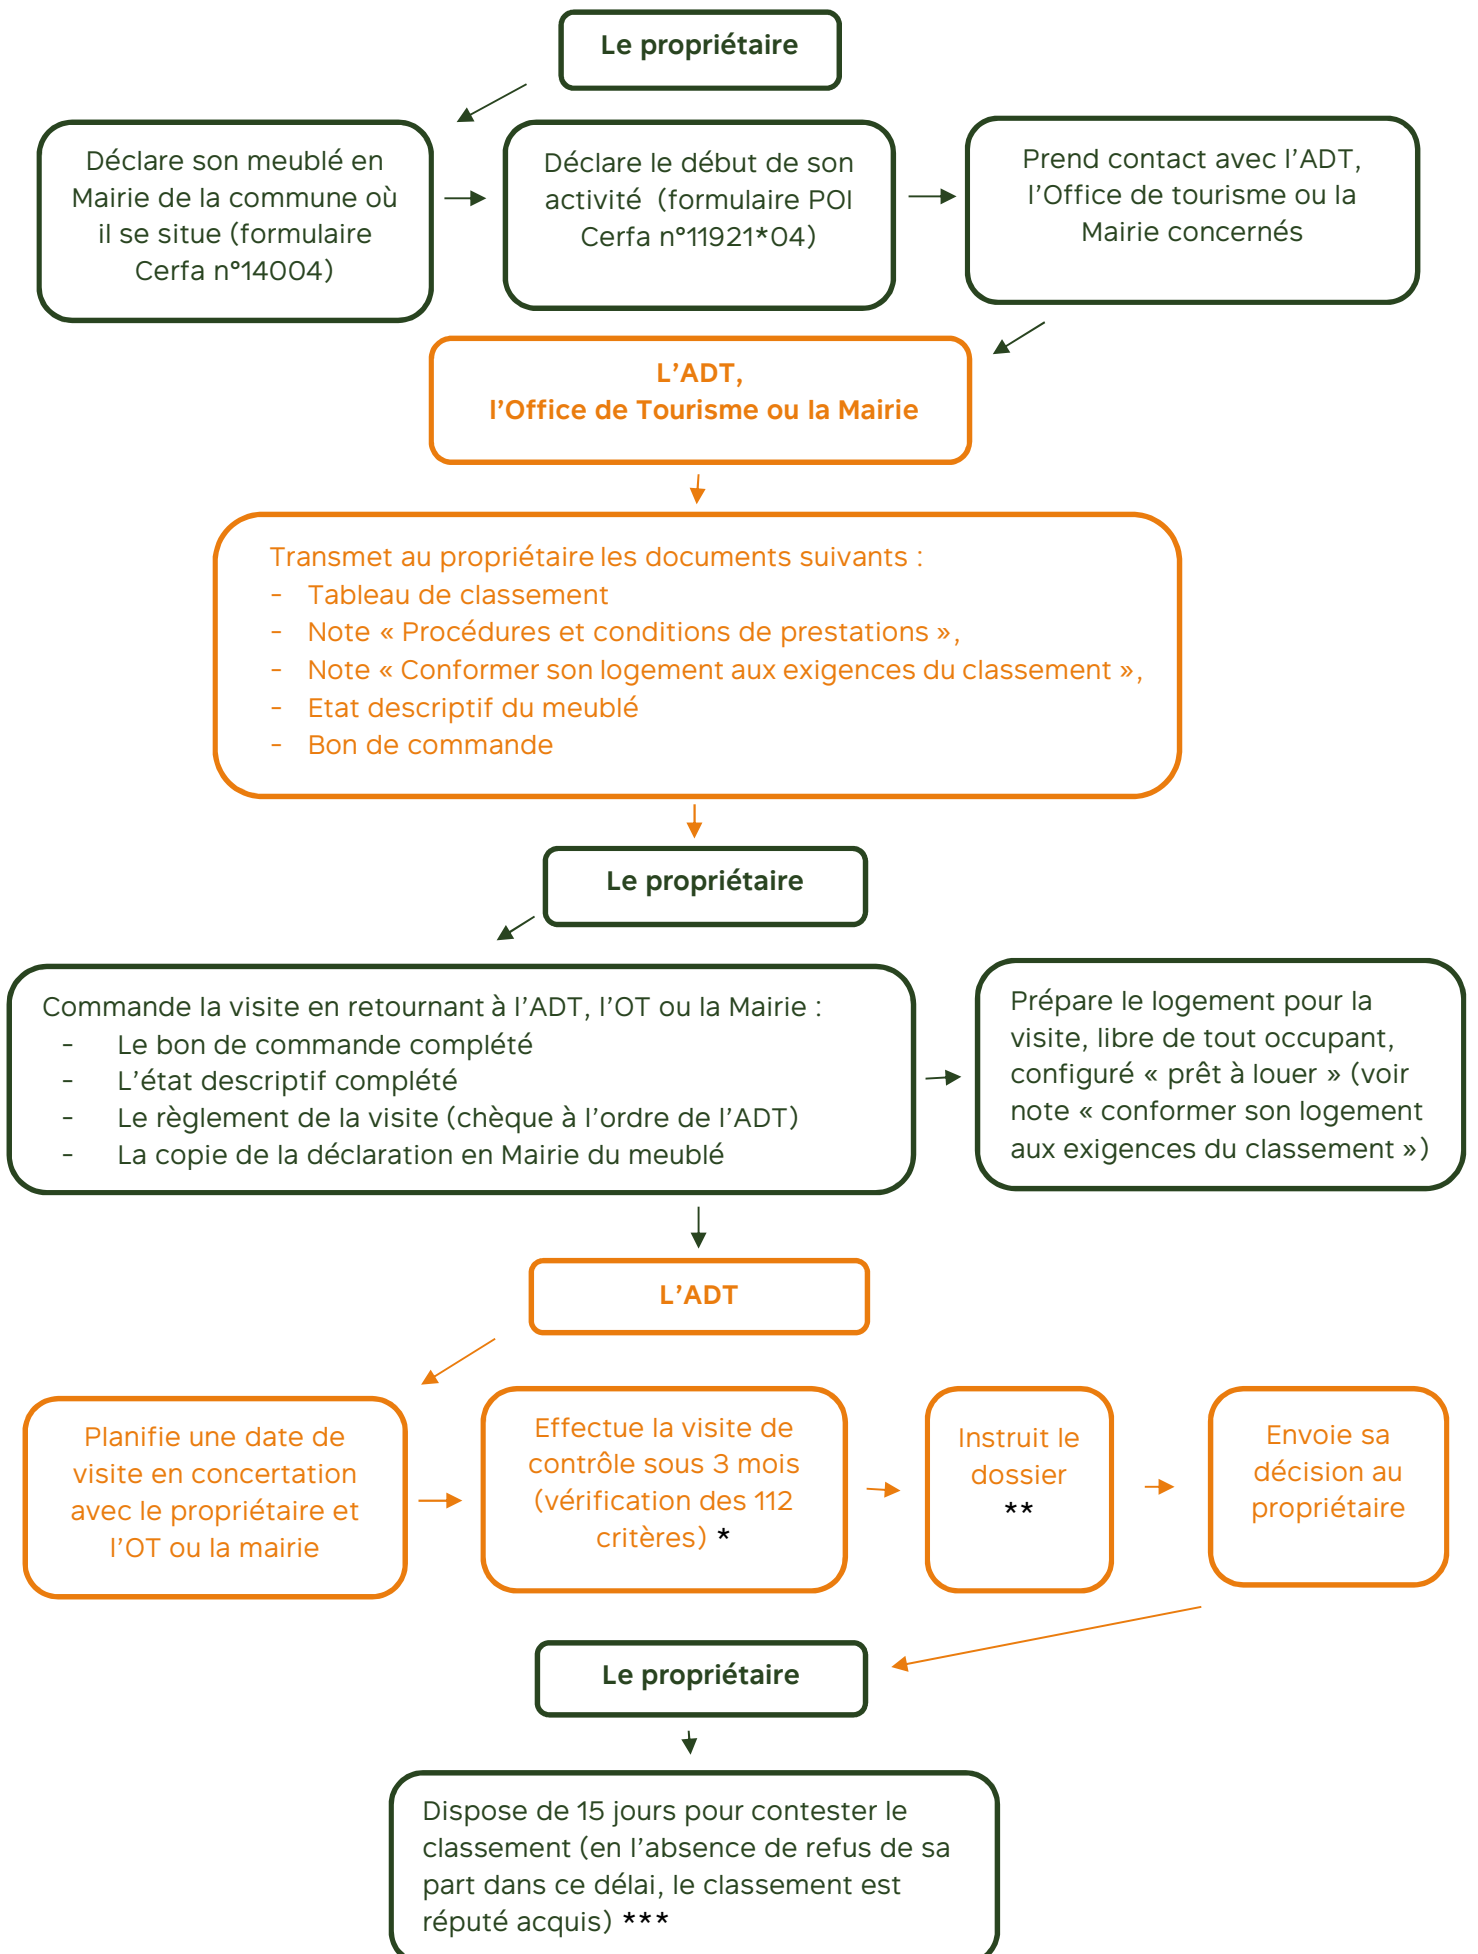 Le propriétaire
Déclare son meublé en
Mairie de la commune où
il se situe (formulaire
Cerfa n°14004)
Déclare le début de son
activité (formulaire POI
Cerfa n°11921*04)
Prend contact avec l’ADT,
l’Office de tourisme ou la
Mairie concernés
L’ADT,
l’Office de Tourisme ou la Mairie
Transmet au propriétaire les documents suivants :
- Tableau de classement
- Note « Procédures et conditions de prestations »,
- Note « Conformer son logement aux exigences du classement »,
- Etat descriptif du meublé
- Bon de commande
Le propriétaire
Commande la visite en retournant à l’ADT, l’OT ou la Mairie :
- Le bon de commande complété
- L’état descriptif complété
- Le règlement de la visite (chèque à l’ordre de l’ADT)
- La copie de la déclaration en Mairie du meublé
Prépare le logement pour la
visite, libre de tout occupant,
configuré « prêt à louer » (voir
note « conformer son logement
aux exigences du classement »)
L’ADT
Planifie une date de
visite en concertation
avec le propriétaire et
l’OT ou la mairie
Effectue la visite de
contrôle sous 3 mois
(vérification des 112
critères) *
Instruit le
dossier
**
Envoie sa
décision au
propriétaire
Le propriétaire
Dispose de 15 jours pour contester le
classement (en l’absence de refus de sa
part dans ce délai, le classement est
réputé acquis) ***